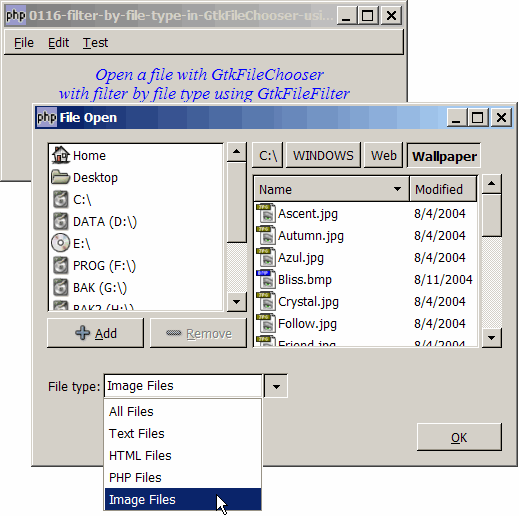 php 0116-filter-by-file-type-in-GtkFileChooser-usi...
File Edit Test
Open a file with GtkFileChooser
with filter by file type using GtkFileFilter
php File Open
Home
Desktop
C:\
DATA (D:\)
E:\
PROG (F:\)
BAK (G:\)
BAK2 (H:\)
Add Remove
C:\ WINDOWS Web Wallpaper
Name Modified
Ascent.jpg 8/4/2004
Autumn.jpg 8/4/2004
Azul.jpg 8/4/2004
Bliss.bmp 8/11/2004
Crystal.jpg 8/4/2004
Follow.jpg 8/4/2004
Friend.jpg 8/4/2004
File type: Image Files
All Files
Text Files
HTML Files
PHP Files
Image Files
OK